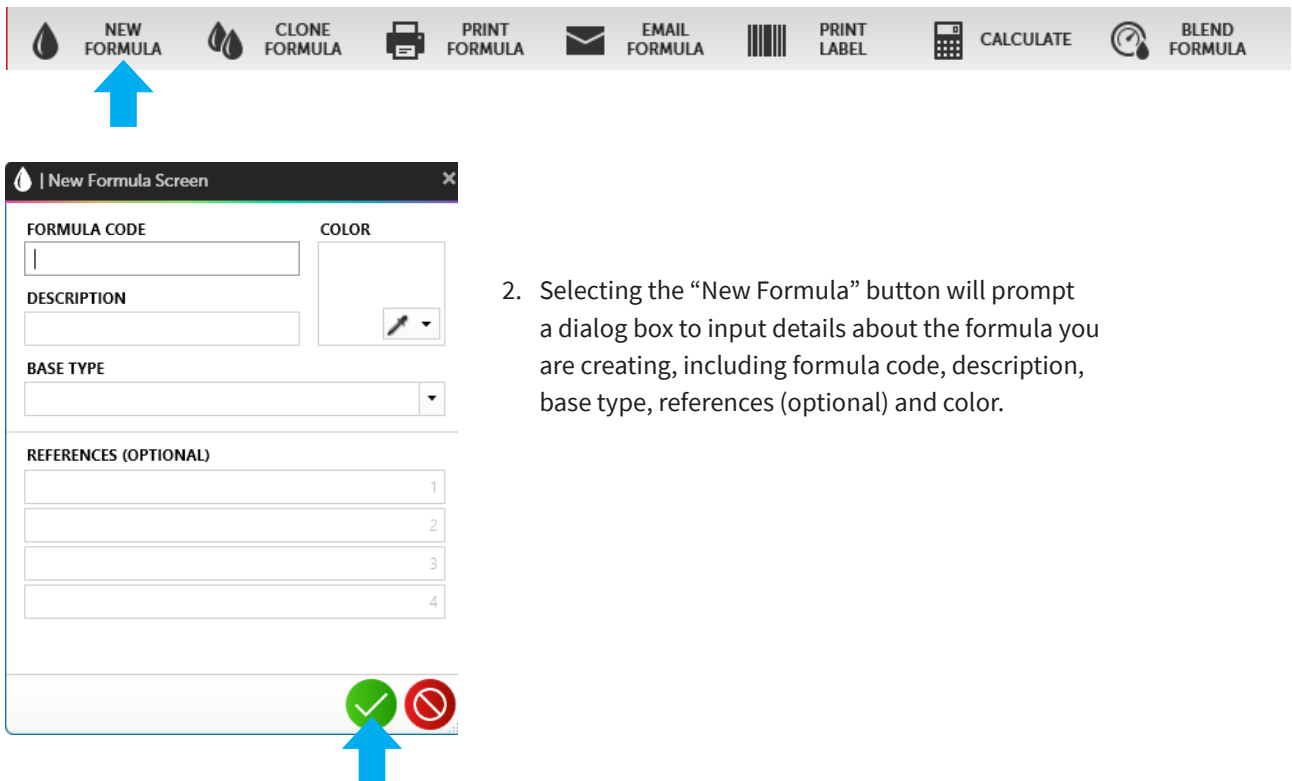 NEW
FORMULA
CLONE
FORMULA
PRINT
FORMULA
EMAIL
FORMULA
PRINT
LABEL
CALCULATE
BLEND
FORMULA
| New Formula Screen
FORMULA CODE
COLOR
DESCRIPTION
BASE TYPE
REFERENCES (OPTIONAL)
1
2
3
4
2. Selecting the “New Formula” button will prompt
a dialog box to input details about the formula you
are creating, including formula code, description,
base type, references (optional) and color.